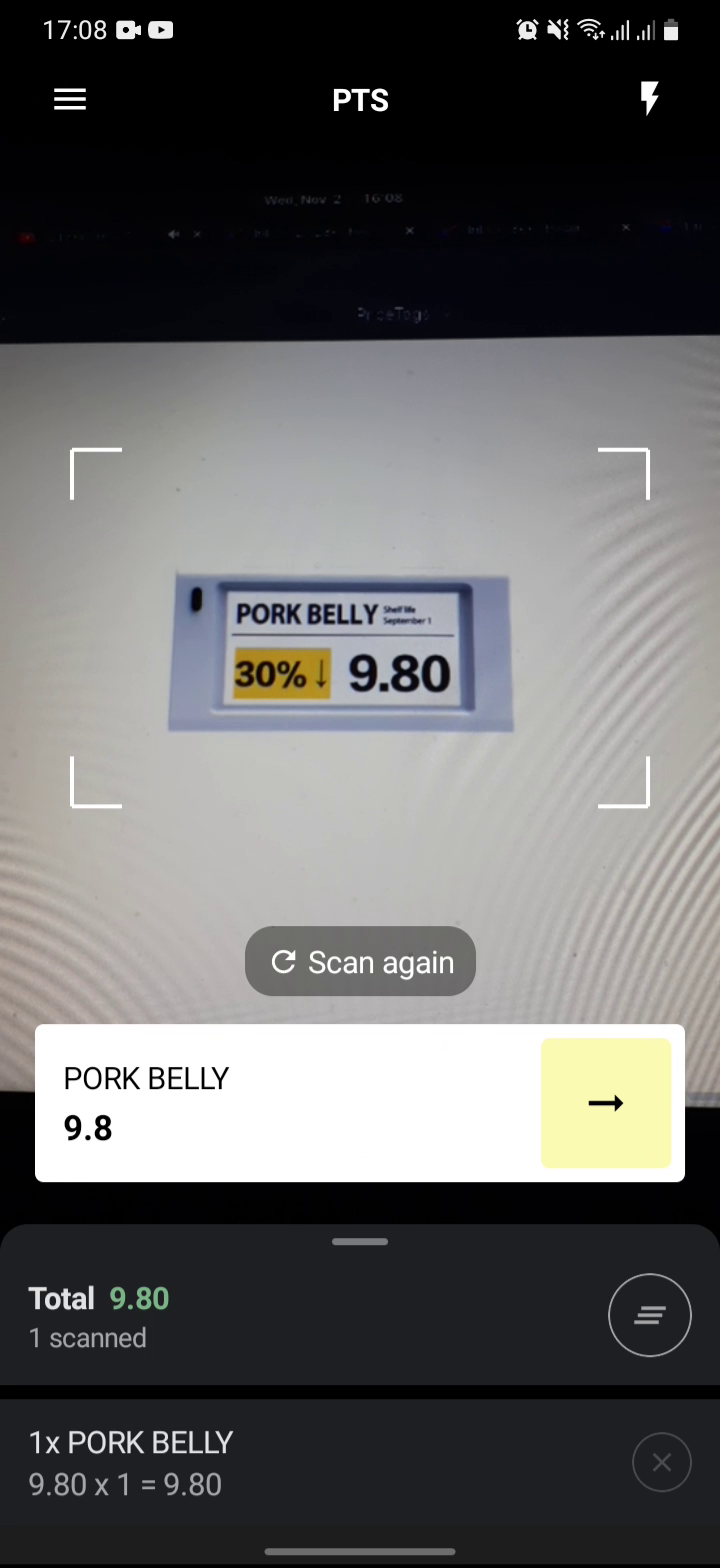 17:08
PTS
Wed, Nov 2 16:08
PriceTags
PORK BELLY
Shelf life
September 1
30%↓ 9.80
Scan again
PORK BELLY
9.8
→
Total 9.80
1 scanned
1x PORK BELLY
9.80 x 1 = 9.80